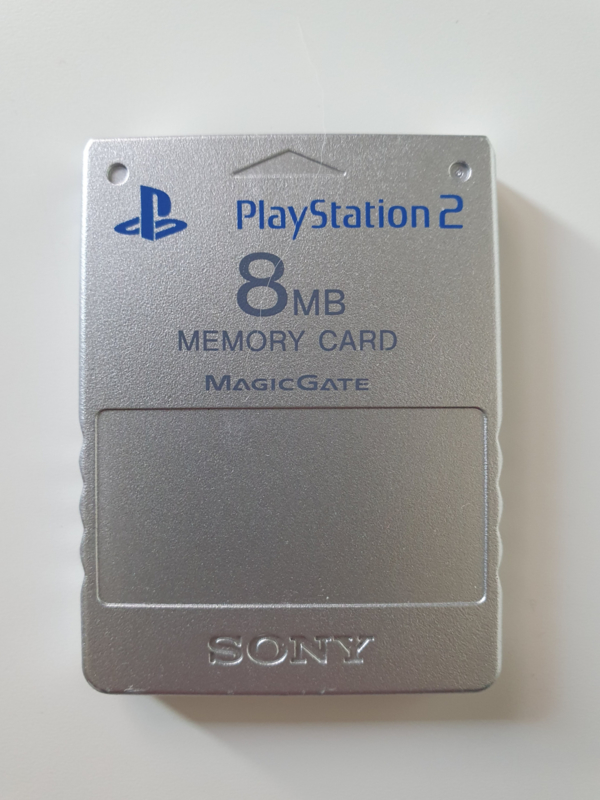 PlayStation 2
8MB
MEMORY CARD
MAGICGATE
SONY